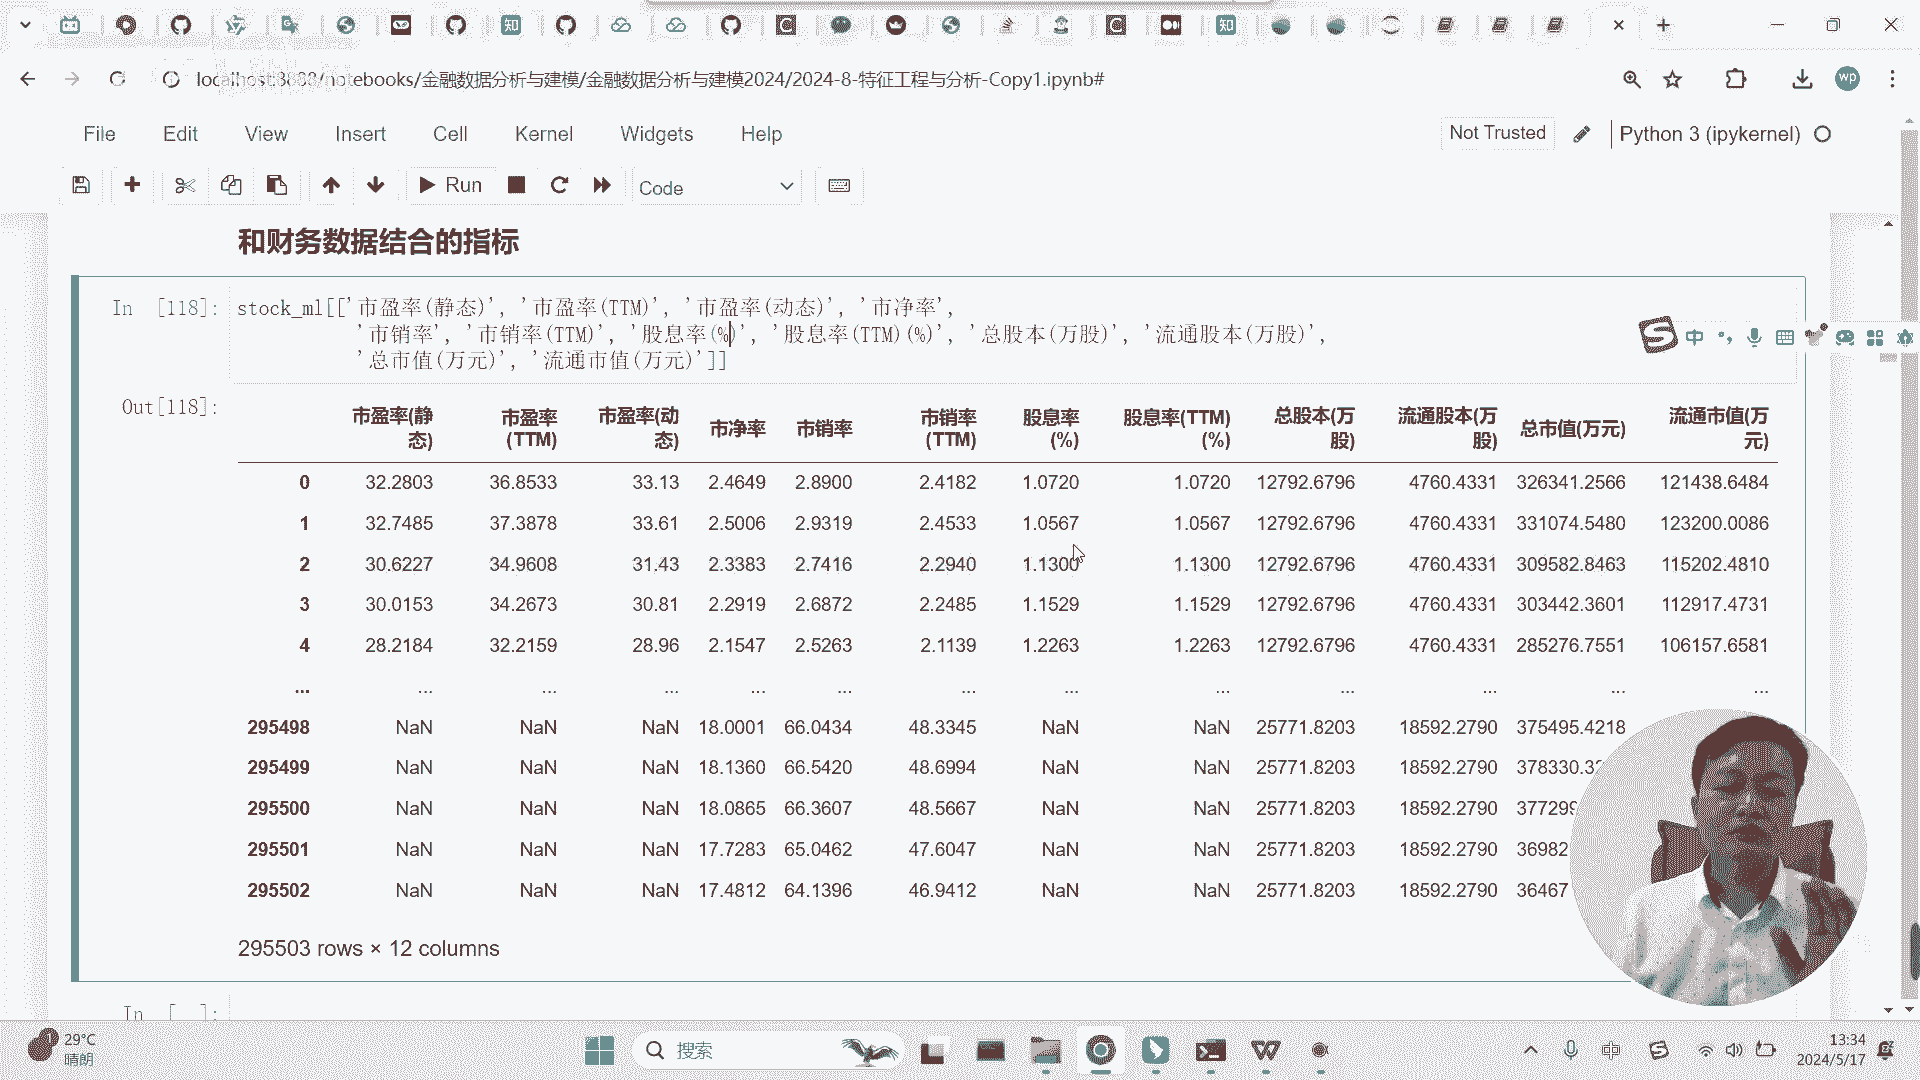 localhost:8888/notebooks/金融数据分析与建模/金融数据分析与建模2024/2024-8-特征工程与分析-Copy1.ipynb#
wp
File Edit View Insert Cell Kernel Widgets Help
Not Trusted
Python 3 (ipykernel)
Run
Code
和财务数据结合的指标
In [118]:
stock_ml[['市盈率(静态)', '市盈率(TTM)', '市盈率(动态)', '市净率',
'市销率', '市销率(TTM)', '股息率(%)', '股息率(TTM)(%)', '总股本(万股)', '流通股本(万股)',
'总市值(万元)', '流通市值(万元)']]
中
Out[118]:
市盈率(静态) 市盈率(TTM) 市盈率(动态) 市净率 市销率 市销率(TTM) 股息率(%) 股息率(TTM)(%) 总股本(万股) 流通股本(万股) 总市值(万元) 流通市值(万元)
0 32.2803 36.8533 33.13 2.4649 2.8900 2.4182 1.0720 1.0720 12792.6796 4760.4331 326341.2566 121438.6484
1 32.7485 37.3878 33.61 2.5006 2.9319 2.4533 1.0567 1.0567 12792.6796 4760.4331 331074.5480 123200.0086
2 30.6227 34.9608 31.43 2.3383 2.7416 2.2940 1.1300 1.1300 12792.6796 4760.4331 309582.8463 115202.4810
3 30.0153 34.2673 30.81 2.2919 2.6872 2.2485 1.1529 1.1529 12792.6796 4760.4331 303442.3601 112917.4731
4 28.2184 32.2159 28.96 2.1547 2.5263 2.1139 1.2263 1.2263 12792.6796 4760.4331 285276.7551 106157.6581
... ... ... ... ... ... ... ... ... ... ... ... ...
295498 NaN NaN NaN 18.0001 66.0434 48.3345 NaN NaN 25771.8203 18592.2790 375495.4218
295499 NaN NaN NaN 18.1360 66.5420 48.6994 NaN NaN 25771.8203 18592.2790
295500 NaN NaN NaN 18.0865 66.3607 48.5667 NaN NaN 25771.8203 18592.2790
295501 NaN NaN NaN 17.7283 65.0462 47.6047 NaN NaN 25771.8203 18592.2790
295502 NaN NaN NaN 17.4812 64.1396 46.9412 NaN NaN 25771.8203 18592.2790
295503 rows × 12 columns
In [ ]:
29°C
晴朗
搜索
中
13:34
2024/5/17